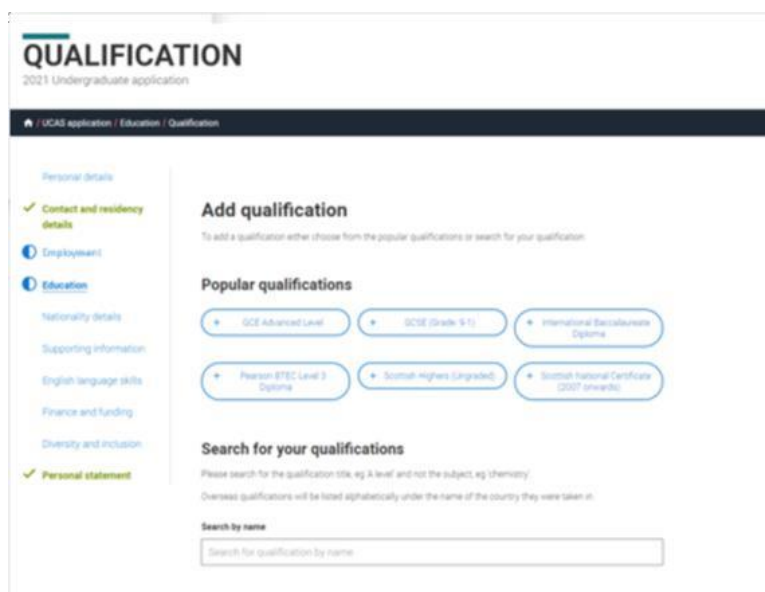 QUALIFICATION
2021 Undergraduate application
/ UCAS application / Education / Qualification
Personal details
Contact and residency
details
Employment
Education
Nationality details
Supporting information
English language skills
Finance and funding
Diversity and inclusion
Personal statement
Add qualification
To add a qualification either choose from the popular qualifications or search for your qualification
Popular qualifications
+ GCE Advanced Level
+ GCSE (Grade 9-1)
+ International Baccalaureate
Diploma
+ Pearson BTEC Level 3
Diploma
+ Scottish Highers (Ungraded)
+ Scottish National Certificate
(2007 onwards)
Search for your qualifications
Please search for the qualification title, eg 'A level' and not the subject, eg 'chemistry'.
Overseas qualifications will be listed alphabetically under the name of the country they were taken in
Search by name
Search for qualification by name